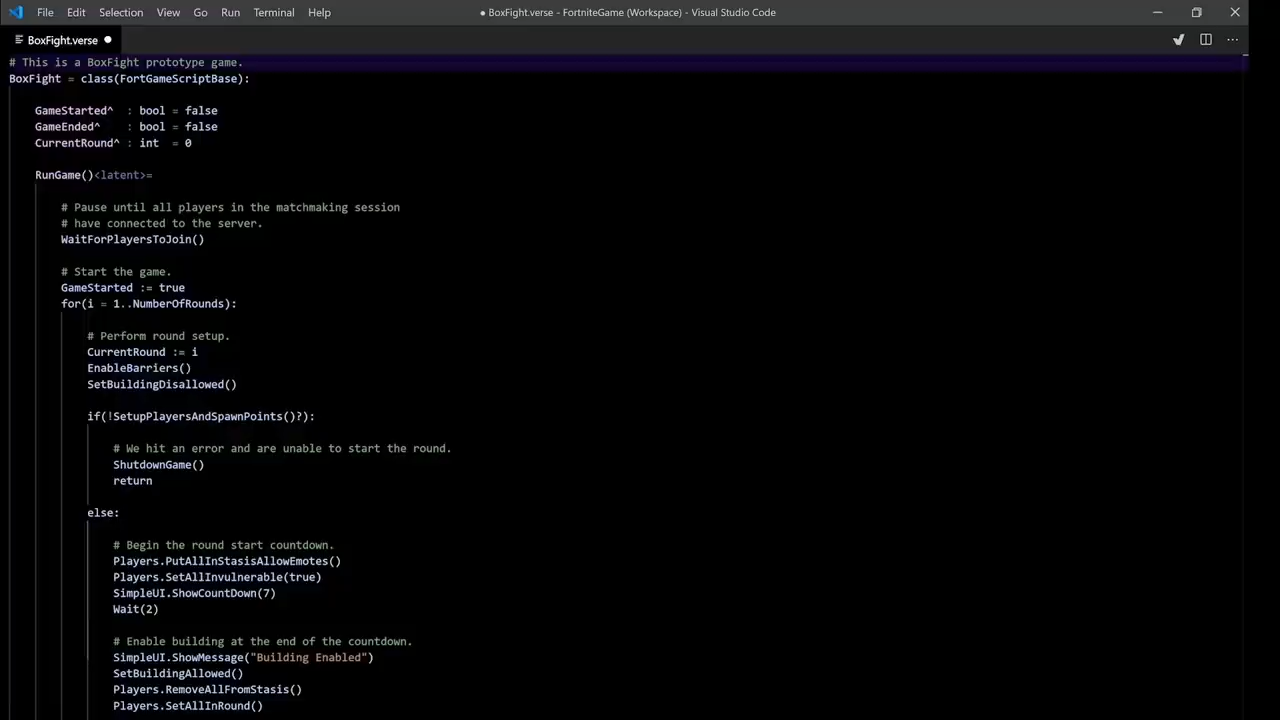 File Edit Selection View Go Run Terminal Help ● BoxFight.verse - FortniteGame (Workspace) - Visual Studio Code
BoxFight.verse ●
# This is a BoxFight prototype game.
BoxFight = class(FortGameScriptBase):
GameStarted^ : bool = false
GameEnded^ : bool = false
CurrentRound^ : int = 0
RunGame()<latent>=
# Pause until all players in the matchmaking session
# have connected to the server.
WaitForPlayersToJoin()
# Start the game.
GameStarted := true
for(i = 1..NumberOfRounds):
# Perform round setup.
CurrentRound := i
EnableBarriers()
SetBuildingDisallowed()
if(!SetupPlayersAndSpawnPoints()?):
# We hit an error and are unable to start the round.
ShutdownGame()
return
else:
# Begin the round start countdown.
Players.PutAllInStasisAllowEmotes()
Players.SetAllInvulnerable(true)
SimpleUI.ShowCountDown(7)
Wait(2)
# Enable building at the end of the countdown.
SimpleUI.ShowMessage("Building Enabled")
SetBuildingAllowed()
Players.RemoveAllFromStasis()
Players.SetAllInRound()